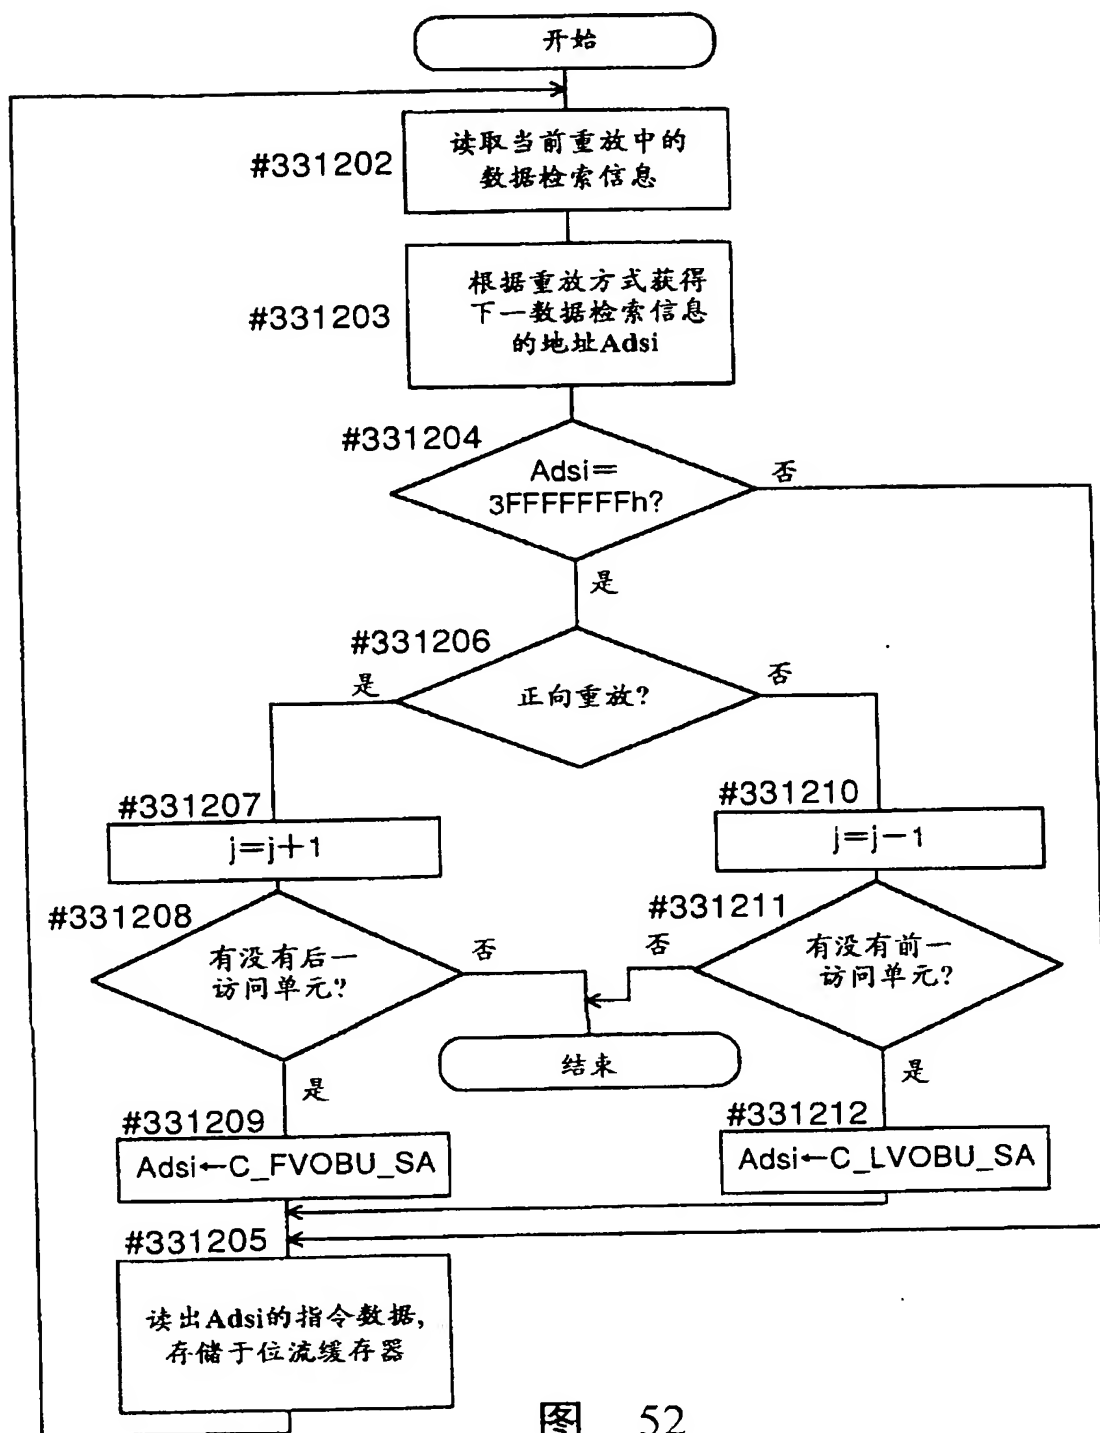 开始
#331202
读取当前重放中的
数据检索信息
#331203
根据重放方式获得
下一数据检索信息
的地址Adsi
#331204
Adsi=
3FFFFFFFh?
否
是
#331206
正向重放?
是
否
#331207
j=j+1
#331210
j=j-1
#331208
有没有后一
访问单元?
否
#331211
有没有前一
访问单元?
否
结束
是
是
#331209
Adsi←C_FVOBU_SA
#331212
Adsi←C_LVOBU_SA
#331205
读出Adsi的指令数据,
存储于位流缓存器
图 52